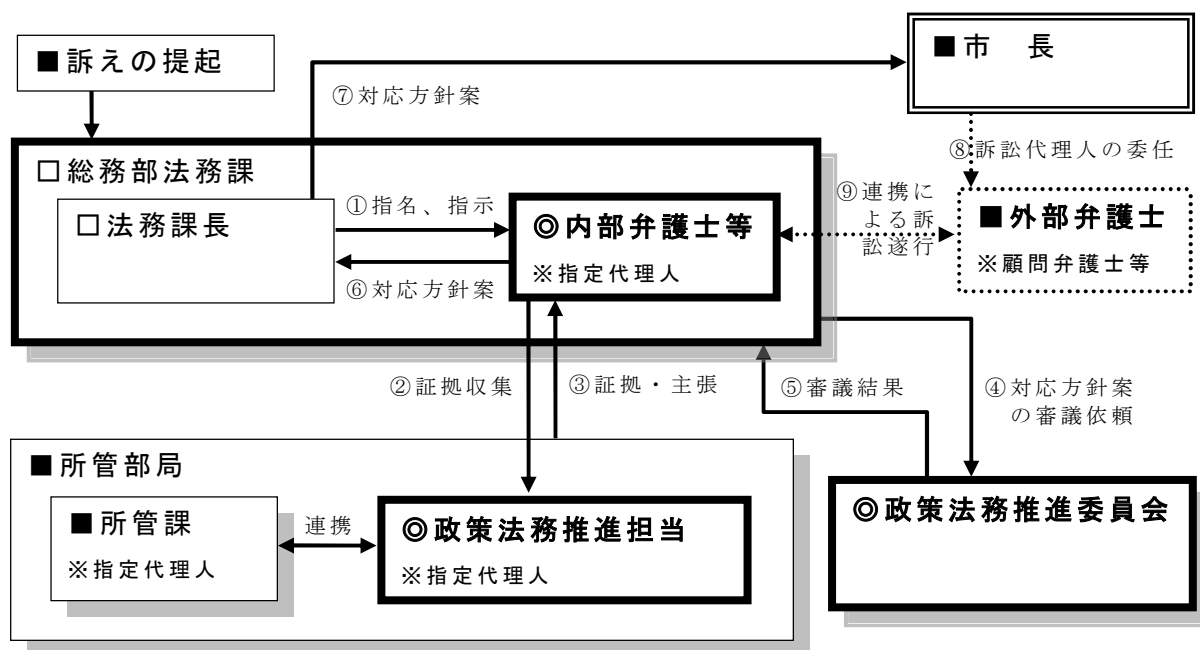 ■訴えの提起
■市　長
⑦対応方針案
⑧訴訟代理人の委任
□総務部法務課
□法務課長
①指名、指示
⑥対応方針案
◎内部弁護士等
※指定代理人
⑨連携に
よる訴
訟遂行
■外部弁護士
※顧問弁護士等
②証拠収集
③証拠・主張
⑤審議結果
④対応方針案
の審議依頼
■所管部局
■所管課
※指定代理人
連携
◎政策法務推進担当
※指定代理人
◎政策法務推進委員会